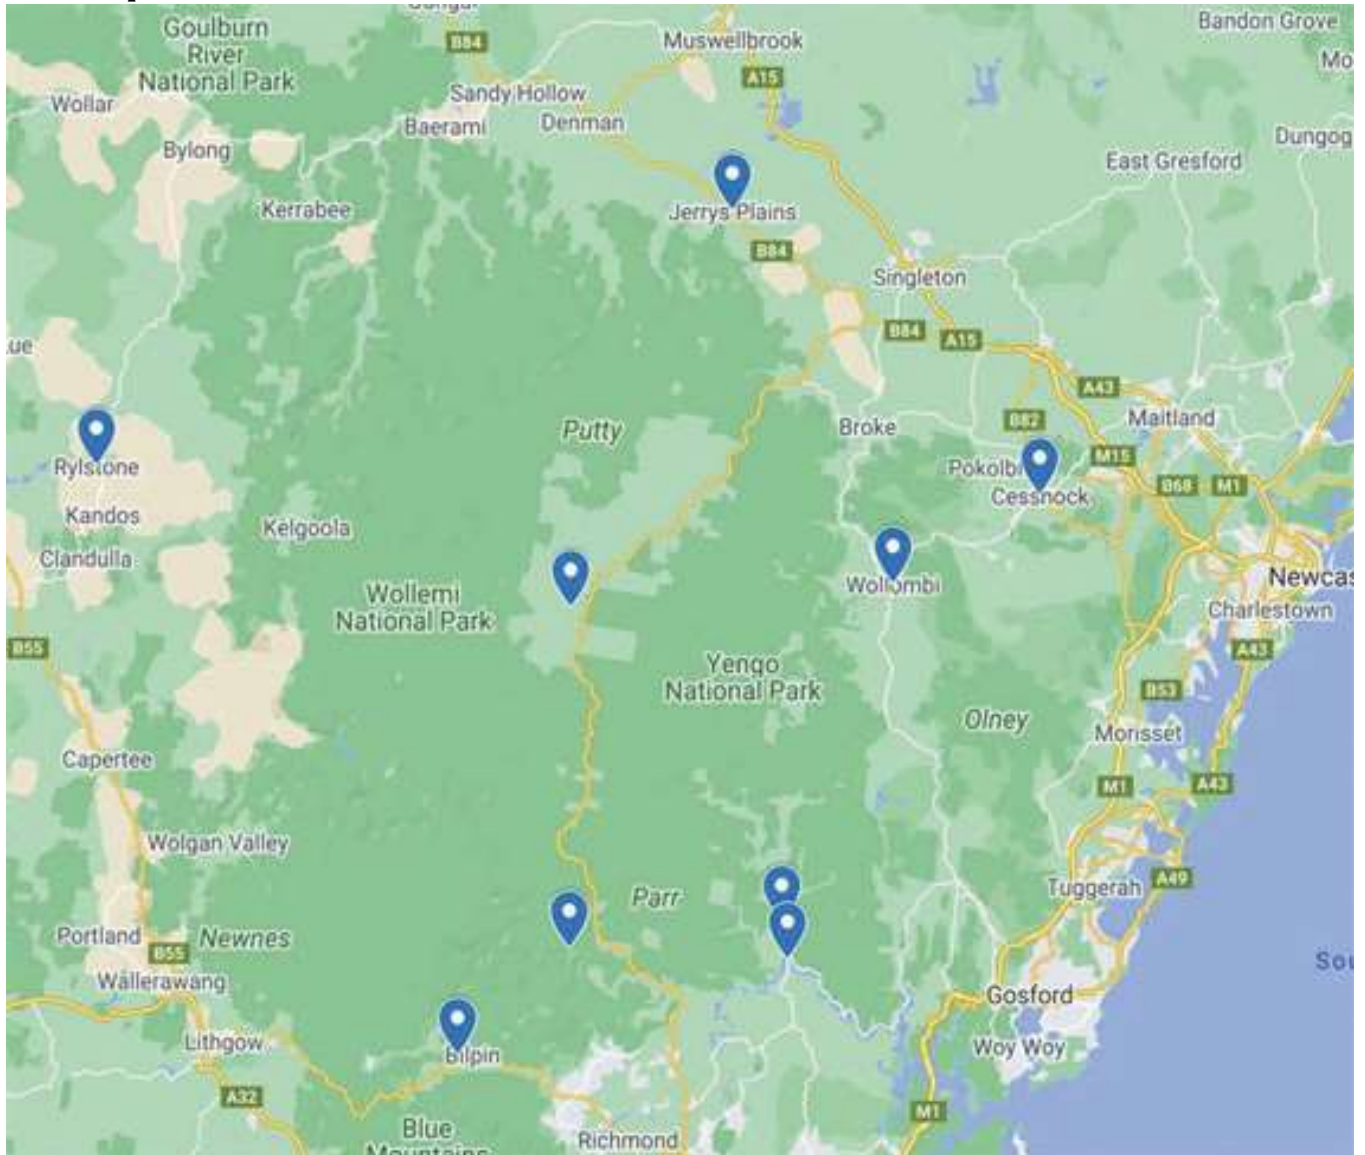 Goulburn
River
National Park
B84
Muswellbrook
Bandon Grove
A15
Wollar
Sandy Hollow
Baerami
Denman
Bylong
Dungog
East Gresford
Kerrabee
Jerrys Plains
B84
Singleton
B84
A15
A43
Putty
Broke
B82
Maitland
Rylstone
Pokolbi
M15
Cessnock
B68
M1
Kandos
Kelgoola
Clandulla
Wollombi
Newcas
Wollemi
National Park
Charlestown
B55
A43
Yengo
National Park
B53
Olney
Morisset
Capertee
M1
A43
Wolgan Valley
Tuggerah
A49
Parr
Portland
Newnes
B55
Sou
Wallerawang
Gosford
Lithgow
Bilpin
Woy Woy
A32
M1
Blue
Mountains
Richmond